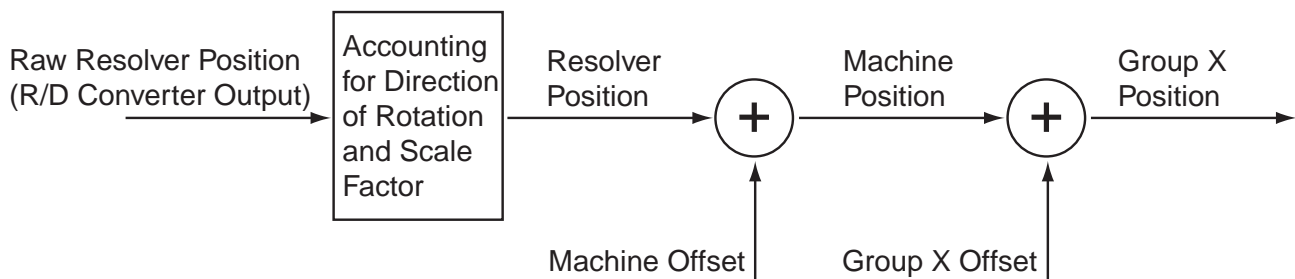 Raw Resolver Position
(R/D Converter Output)
Accounting
for Direction
of Rotation
and Scale
Factor
Resolver
Position
+
Machine
Position
+
Group X
Position
Machine Offset
Group X Offset